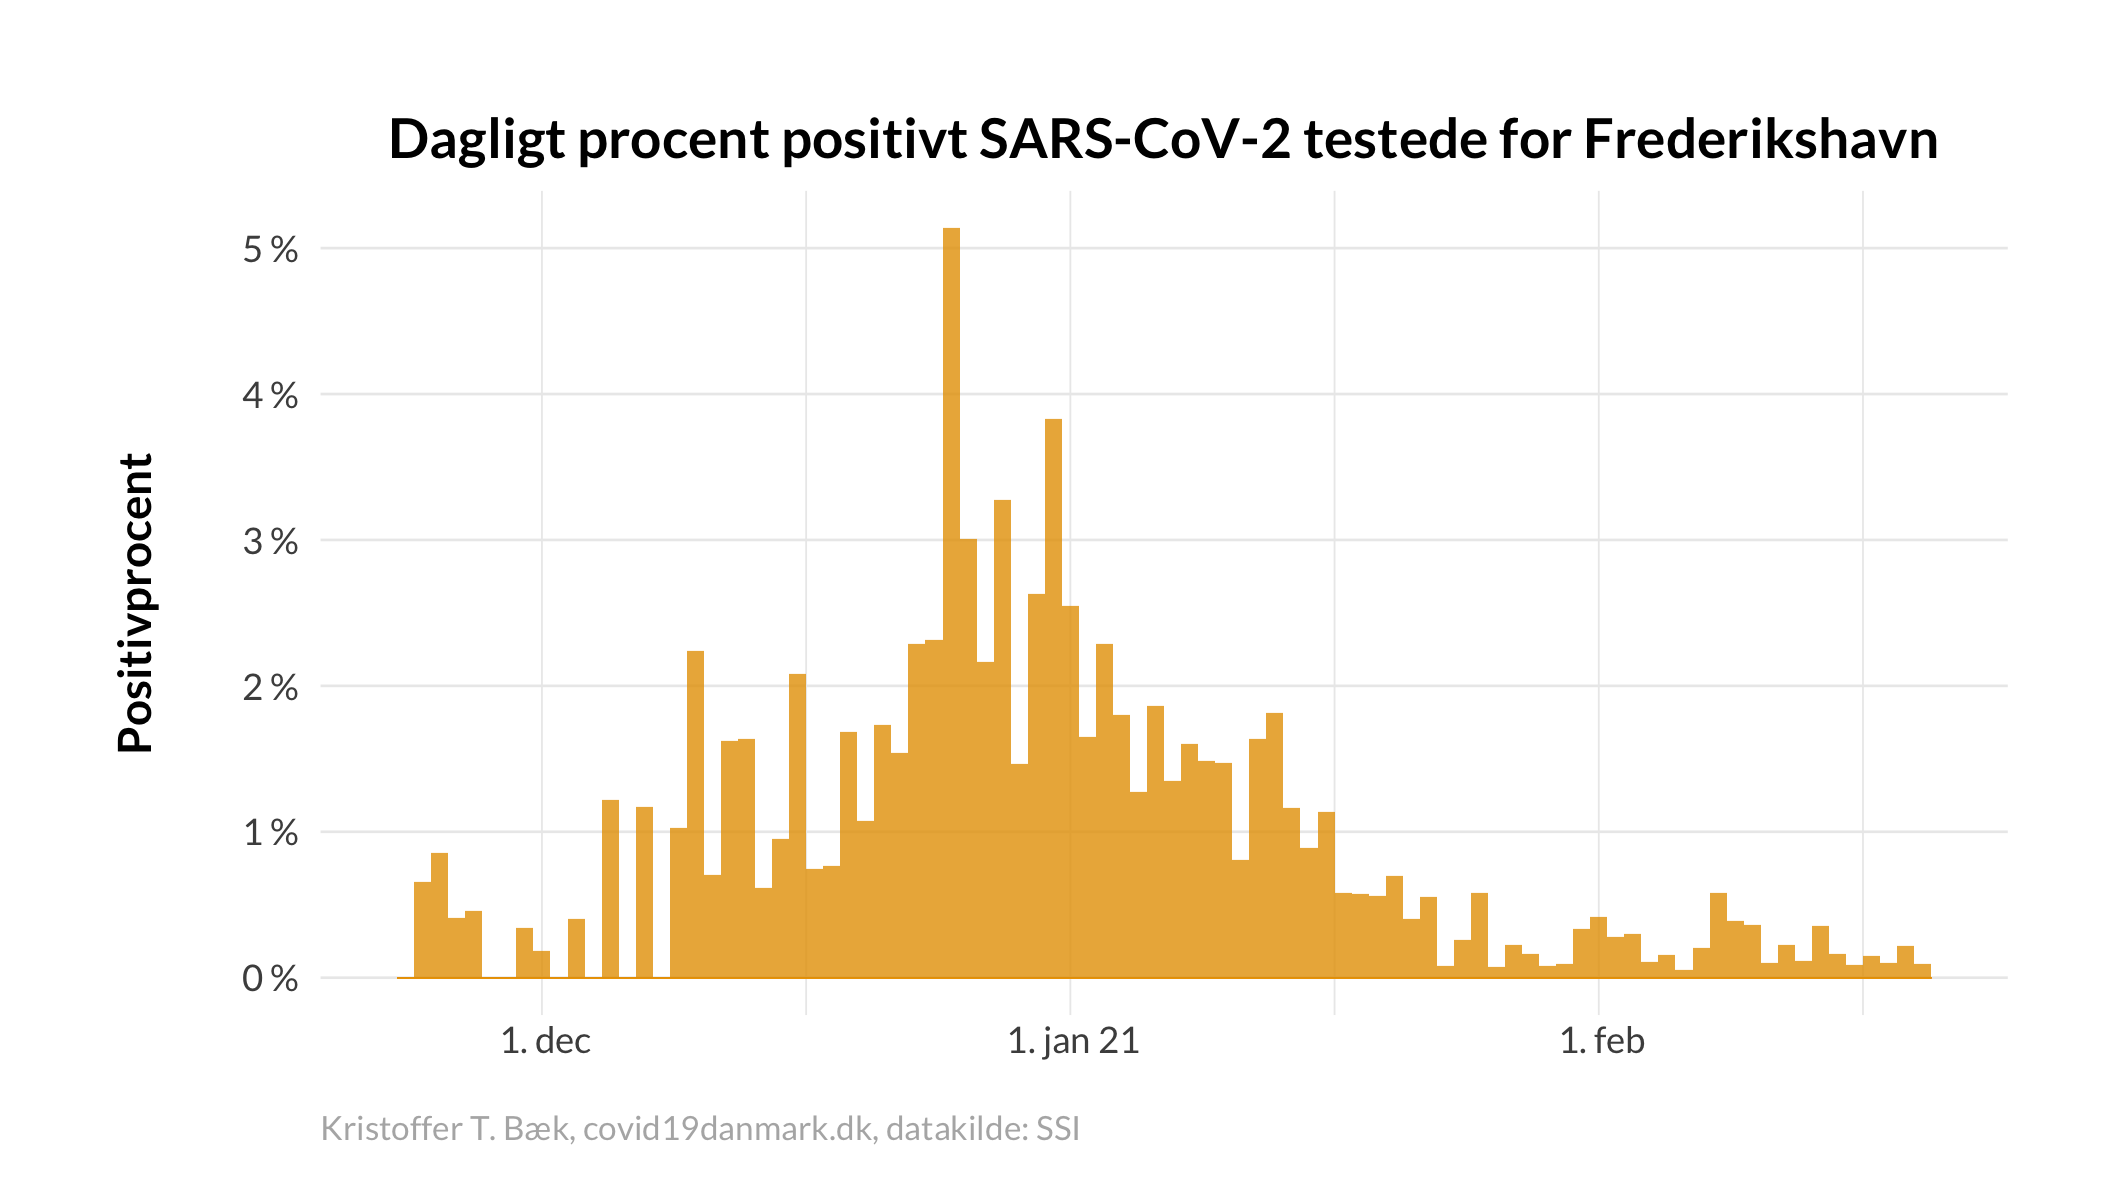 Dagligt procent positivt SARS-CoV-2 testede for Frederikshavn
Positivprocent
5 %
4 %
3 %
2 %
1 %
0 %
1. dec
1. jan 21
1. feb
Kristoffer T. Bæk, covid19danmark.dk, datakilde: SSI